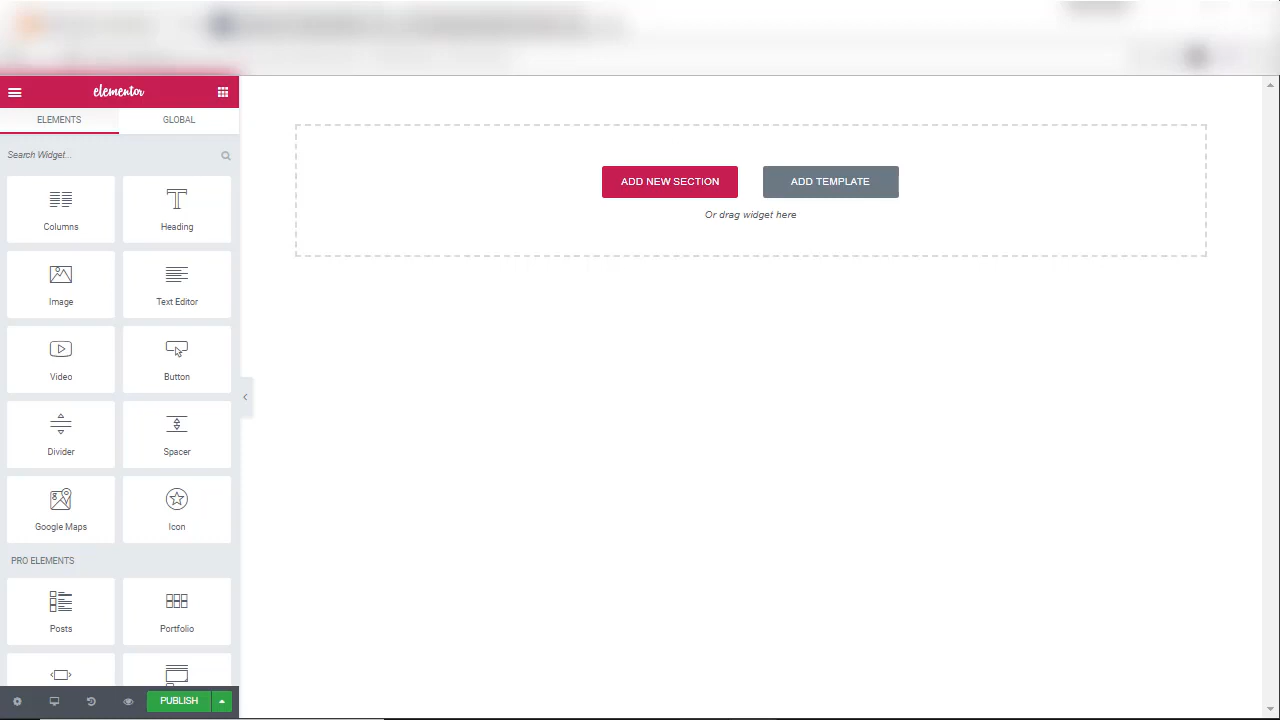 elementor
ELEMENTS GLOBAL
Search Widget...
Columns Heading
Image Text Editor
Video Button
Divider Spacer
Google Maps Icon
PRO ELEMENTS
Posts Portfolio
PUBLISH
ADD NEW SECTION ADD TEMPLATE
Or drag widget here